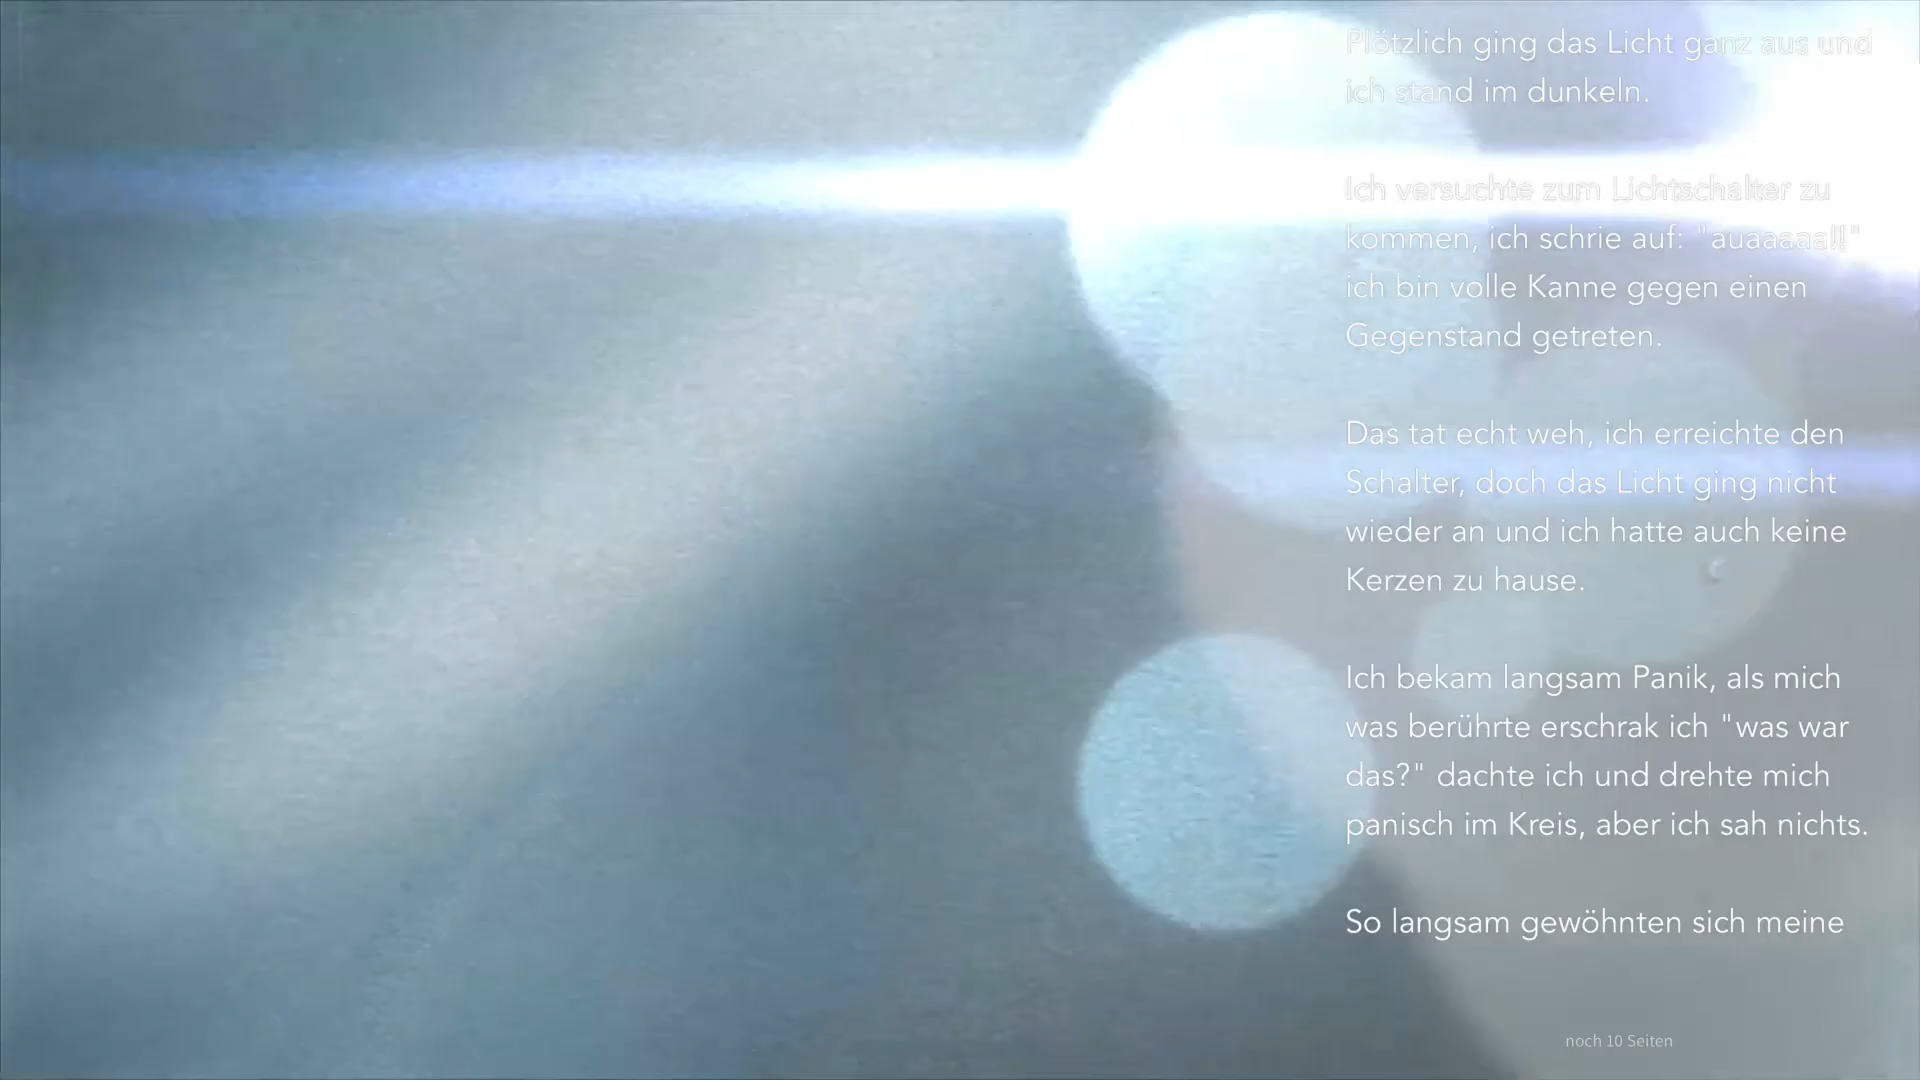 Plötzlich ging das Licht ganz aus und
ich stand im dunkeln.
Ich versuchte zum Lichtschalter zu
kommen, ich schrie auf: "auaaaaa!!"
ich bin volle Kanne gegen einen
Gegenstand getreten.
Das tat echt weh, ich erreichte den
Schalter, doch das Licht ging nicht
wieder an und ich hatte auch keine
Kerzen zu hause.
Ich bekam langsam Panik, als mich
was berührte erschrak ich "was war
das?" dachte ich und drehte mich
panisch im Kreis, aber ich sah nichts.
So langsam gewöhnten sich meine
noch 10 Seiten